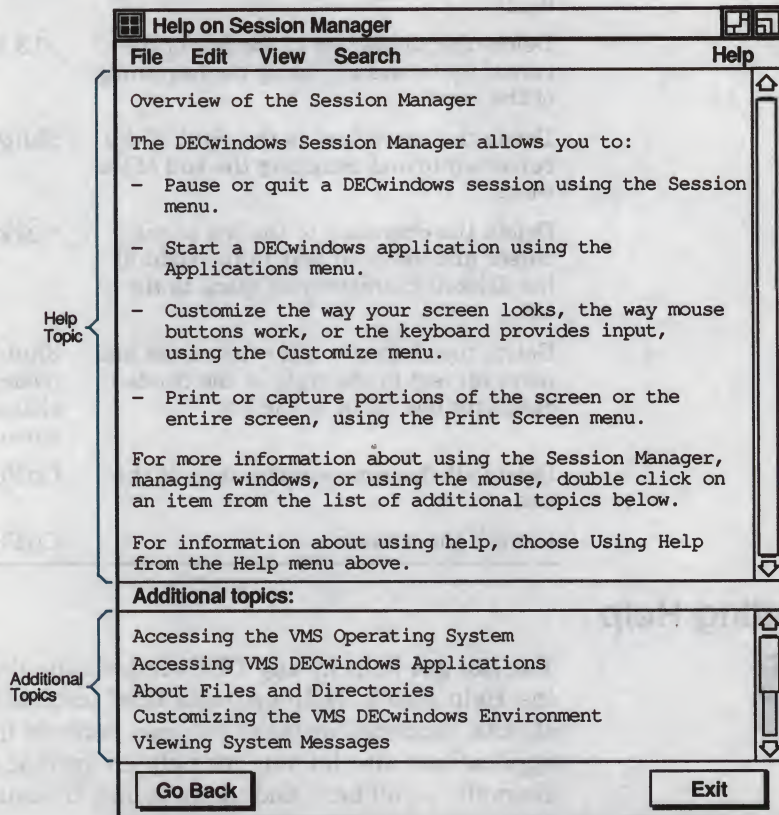 Help on Session Manager
File Edit View Search Help
Overview of the Session Manager
The DECwindows Session Manager allows you to:
– Pause or quit a DECwindows session using the Session
menu.
– Start a DECwindows application using the
Applications menu.
– Customize the way your screen looks, the way mouse
buttons work, or the keyboard provides input,
using the Customize menu.
– Print or capture portions of the screen or the
entire screen, using the Print Screen menu.
For more information about using the Session Manager,
managing windows, or using the mouse, double click on
an item from the list of additional topics below.
For information about using help, choose Using Help
from the Help menu above.
Help
Topic
Additional topics:
Accessing the VMS Operating System
Accessing VMS DECwindows Applications
About Files and Directories
Customizing the VMS DECwindows Environment
Viewing System Messages
Additional
Topics
Go Back Exit